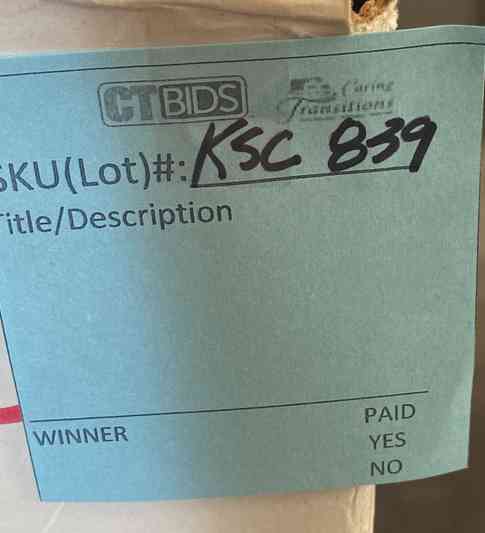 CTBIDS
Caring
Transitions
SKU(Lot)#: KSC 839
Title/Description
WINNER
PAID
YES
NO